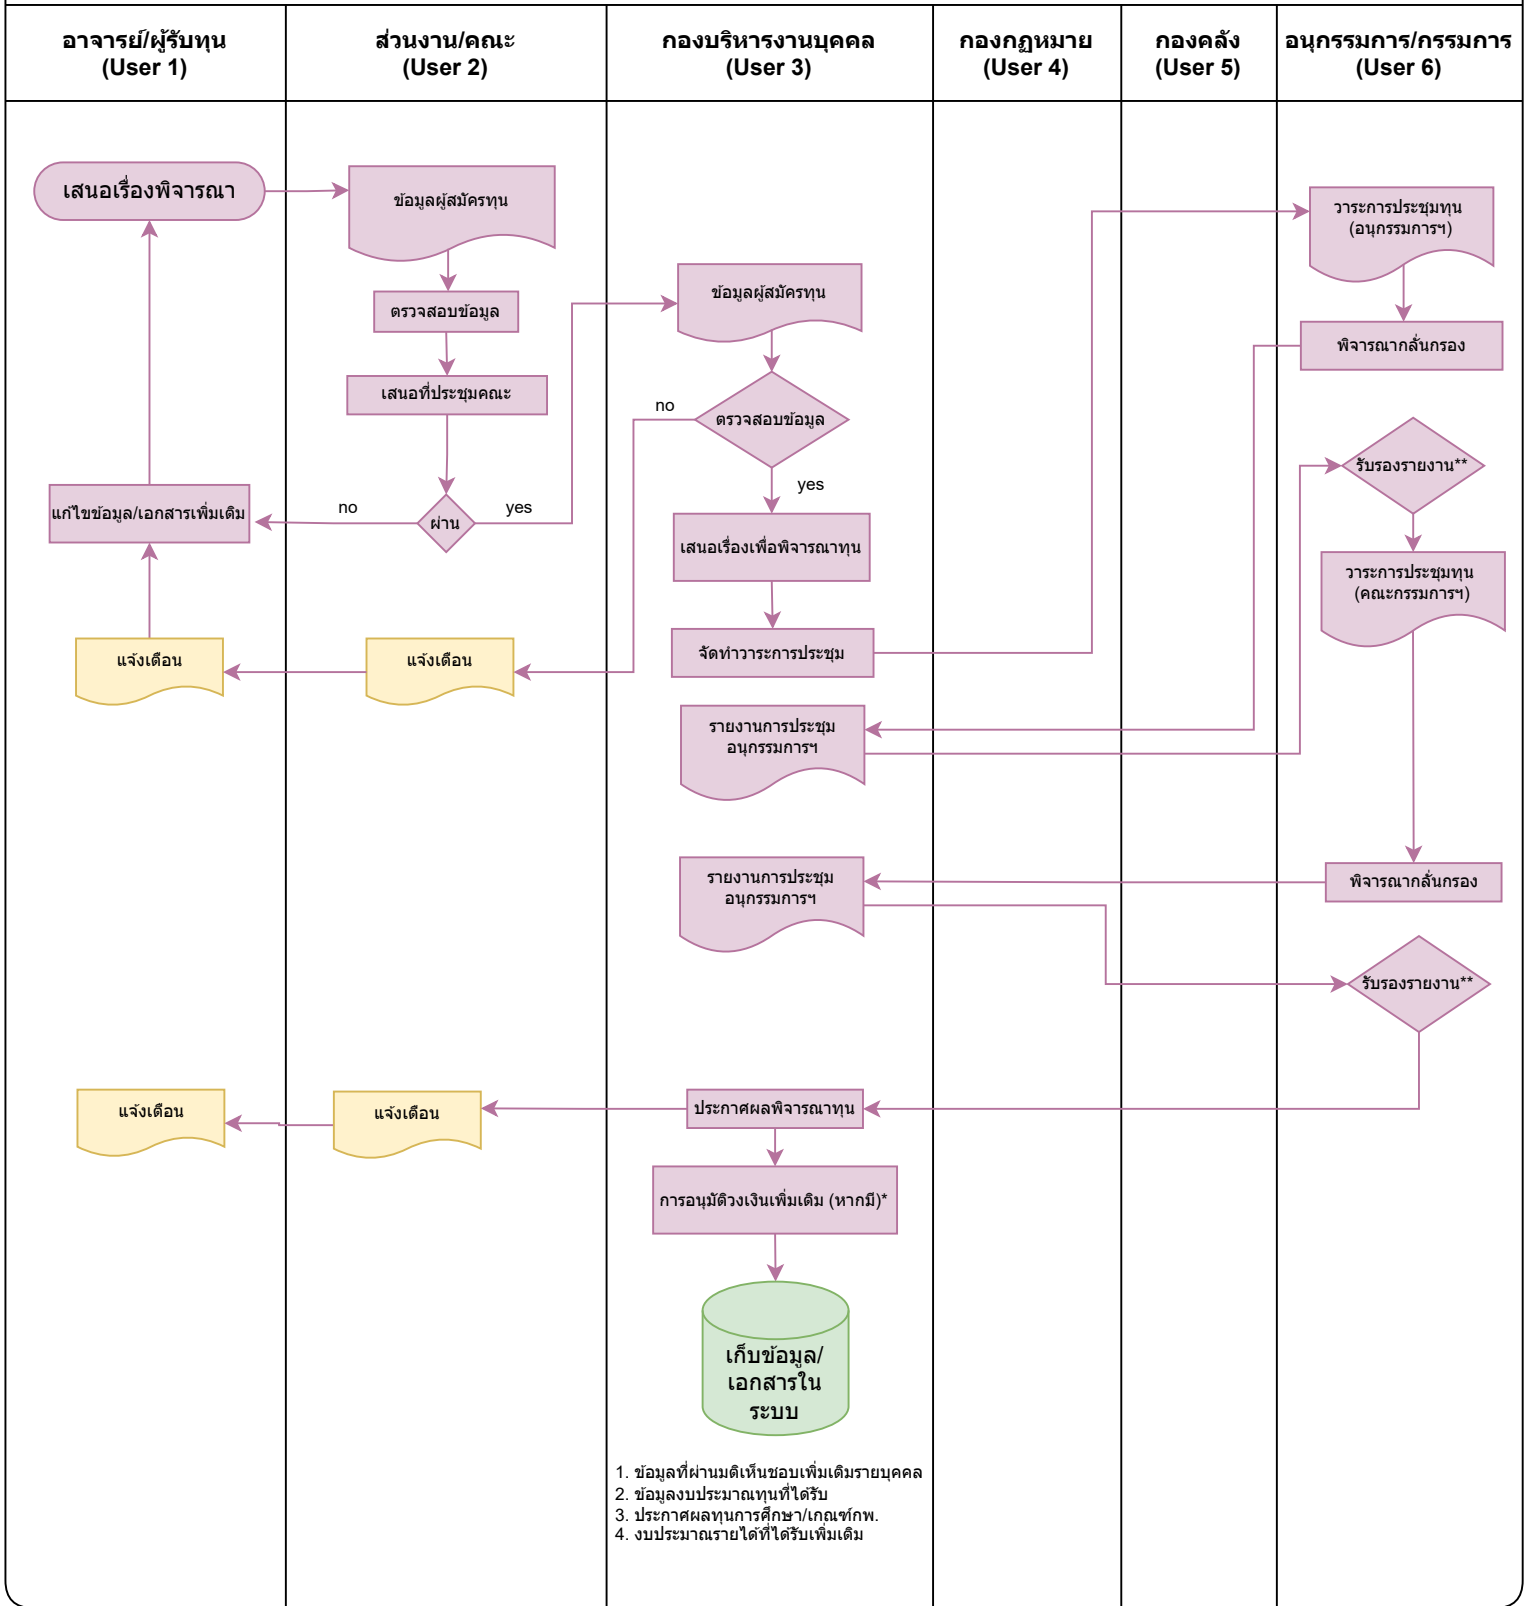 อาจารย์/ผู้รับทุน
(User 1)
ส่วนงาน/คณะ
(User 2)
กองบริหารงานบุคคล
(User 3)
กองกฏหมาย
(User 4)
กองคลัง
(User 5)
อนุกรรมการ/กรรมการ
(User 6)
เสนอเรื่องพิจารณา
ข้อมูลผู้สมัครทุน
ตรวจสอบข้อมูล
เสนอที่ประชุมคณะ
ผ่าน
no
yes
แก่ไขข้อมูล/เอกสารเพิ่มเติม
ข้อมูลผู้สมัครทุน
ตรวจสอบข้อมูล
no
yes
เสนอเรื่องเพื่อพิจารณาทุน
จัดทำวาระการประชุม
แจ้งเตือน
แจ้งเตือน
วาระการประชุมทุน
(อนุกรรมการฯ)
พิจารณากลั่นกรอง
รายงานการประชุม
อนุกรรมการฯ
รับรองรายงาน**
วาระการประชุมทุน
(คณะกรรมการฯ)
พิจารณากลั่นกรอง
รายงานการประชุม
อนุกรรมการฯ
รับรองรายงาน**
ประกาศผลพิจารณาทุน
แจ้งเตือน
แจ้งเตือน
การอนุมัติวงเงินเพิ่มเติม (หากมี)*
เก็บข้อมูล/
เอกสารใน
ระบบ
1. ข้อมูลที่ผ่านมติเห็นชอบเพิ่มเติมรายบุคคล
2. ข้อมูลงบประมาณทุนที่ได้รับ
3. ประกาศผลทุนการศึกษา/เกณฑ์กพ.
4. งบประมาณรายได้ที่ได้รับเพิ่มเติม